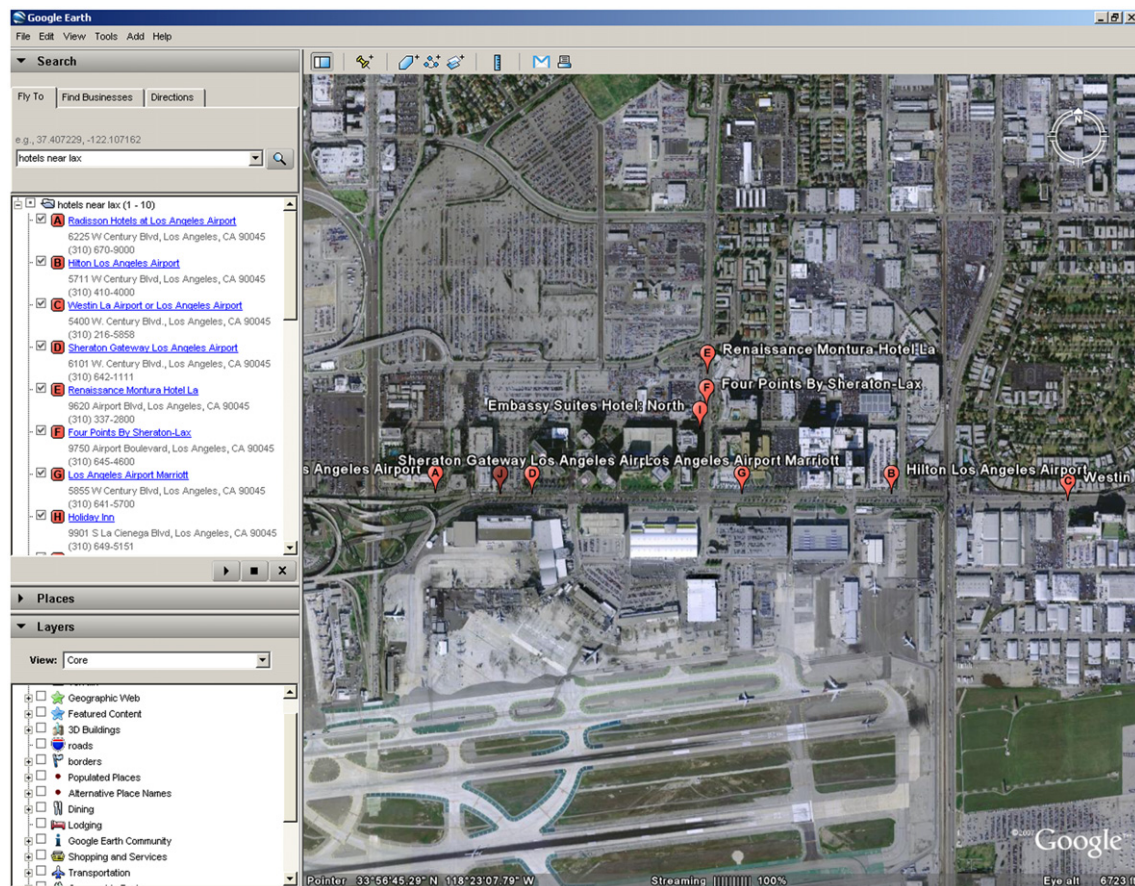 Google Earth
File Edit View Tools Add Help
Search
Fly To Find Businesses Directions
e.g., 37.407229, -122.107162
hotels near lax
hotels near lax (1 - 10)
A Radisson Hotels at Los Angeles Airport
6225 W Century Blvd, Los Angeles, CA 90045
(310) 670-9000
B Hilton Los Angeles Airport
5711 W Century Blvd, Los Angeles, CA 90045
(310) 410-4000
C Westin La Airport or Los Angeles Airport
5400 W. Century Blvd., Los Angeles, CA 90045
(310) 216-5858
D Sheraton Gateway Los Angeles Airport
6101 W. Century Blvd, Los Angeles, CA 90045
(310) 642-1111
E Renaissance Montura Hotel La
9620 Airport Blvd, Los Angeles, CA 90045
(310) 337-2800
F Four Points By Sheraton-Lax
9750 Airport Boulevard, Los Angeles, CA 90045
(310) 645-4600
G Los Angeles Airport Marriott
5855 W Century Blvd, Los Angeles, CA 90045
(310) 641-5700
H Holiday Inn
9901 S La Cienega Blvd, Los Angeles, CA 90045
(310) 649-5151
Places
Layers
View: Core
Geographic Web
Featured Content
3D Buildings
roads
borders
Populated Places
Alternative Place Names
Dining
Lodging
Google Earth Community
Shopping and Services
Transportation
N
E Renaissance Montura Hotel La
F Four Points By Sheraton-Lax
Embassy Suites Hotel: North I
Sheraton Gateway Los Angeles Airp Los Angeles Airport Marriott
s Angeles Airport A J D G B Hilton Los Angeles Airport C Westin
©2007 Google
Pointer 33°56'45.29" N 118°23'07.79" W Streaming |||||||||| 100% Eye alt 6723 f